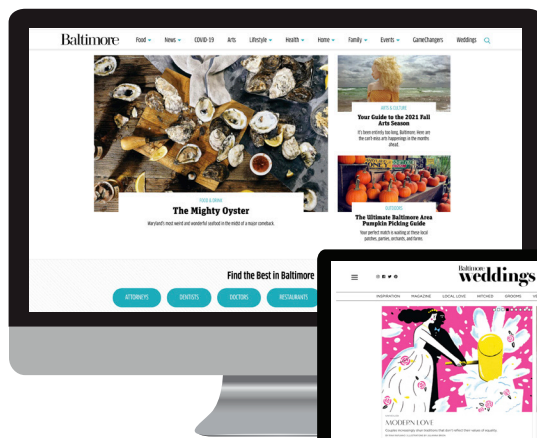 Baltimore
Food News COVID-19 Arts Lifestyle Health Home Family Events GameChangers Weddings
FOOD & DRINK
The Mighty Oyster
Maryland's most weird and wonderful seafood in the midst of a major comeback.
ARTS & CULTURE
Your Guide to the 2021 Fall
Arts Season
It's been entirely too long, Baltimore. Here are
the can't-miss arts happenings in the months
ahead.
OUTDOORS
The Ultimate Baltimore Area
Pumpkin Picking Guide
Your perfect match is waiting at these local
patches, parties, orchards, and farms.
Find the Best in Baltimore
ATTORNEYS DENTISTS DOCTORS RESTAURANTS
Baltimore
weddings
INSPIRATION MAGAZINE LOCAL LOVE HITCHED GROOMS
MODERN LOVE